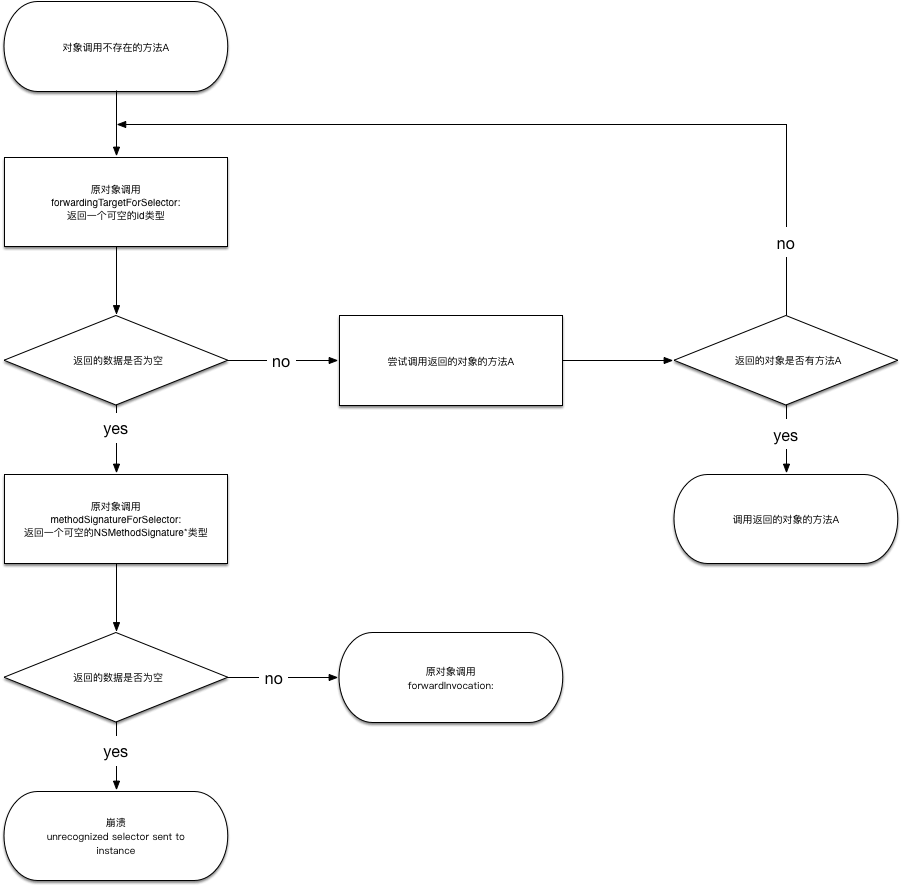 对象调用不存在的方法A
原对象调用
forwardingTargetForSelector:
返回一个可空的id类型
no
返回的数据是否为空
no
尝试调用返回的对象的方法A
返回的对象是否有方法A
yes
yes
原对象调用
methodSignatureForSelector:
返回一个可空的NSMethodSignature*类型
调用返回的对象的方法A
返回的数据是否为空
no
原对象调用
forwardInvocation:
yes
崩溃
unrecognized selector sent to
instance